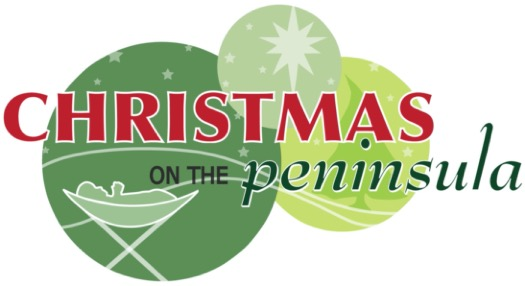 CHRISTMAS
ON THE peninsula